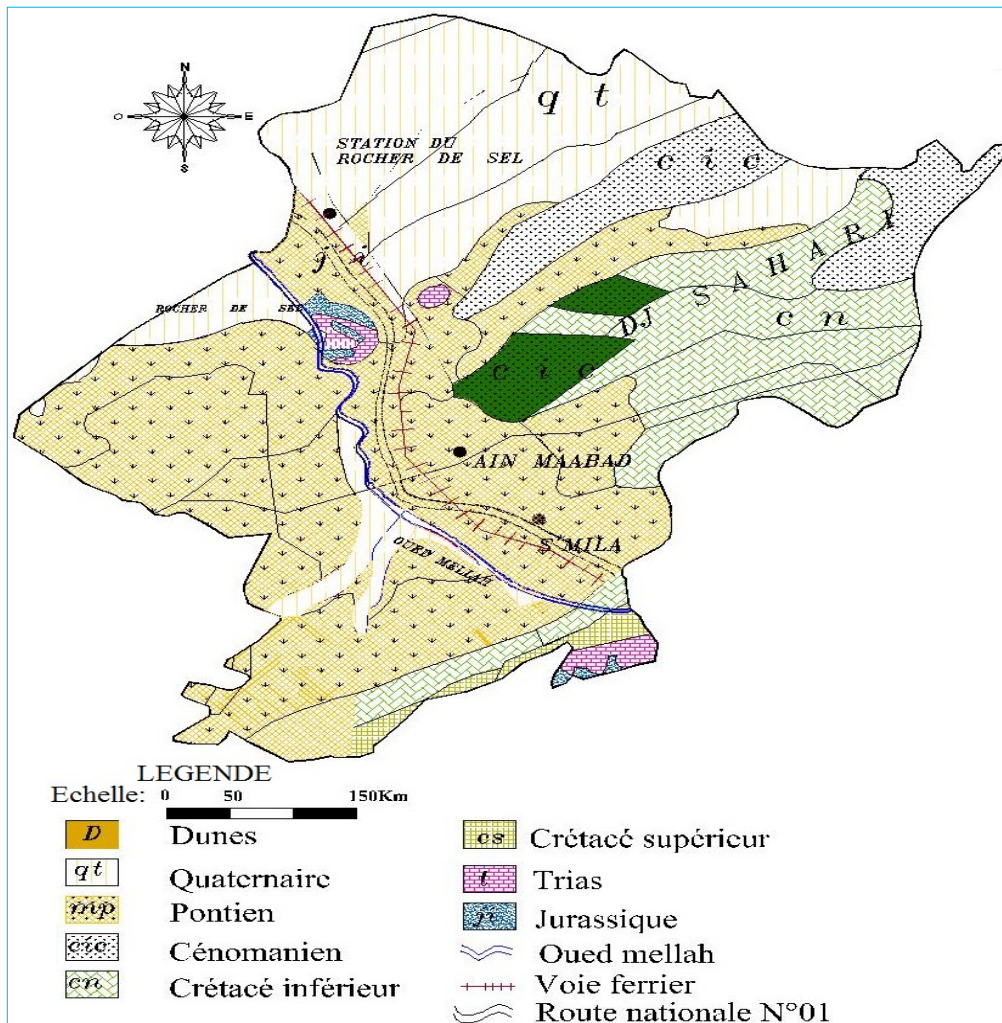 N
O E
S
q t
STATION DU
ROCHER DE SEL
c i c
j i
ROCHER DE SEL
DJ SAHARI
c n
c i c
AIN MAABAD
S'MILA
OUED MELLAH
LEGENDE
Echelle: 0 50 150Km
D Dunes
qt Quaternaire
mp Pontien
cic Cénomanien
cn Crétacé inférieur
cs Crétacé supérieur
t Trias
ji Jurassique
Oued mellah
Voie ferrier
Route nationale N°01